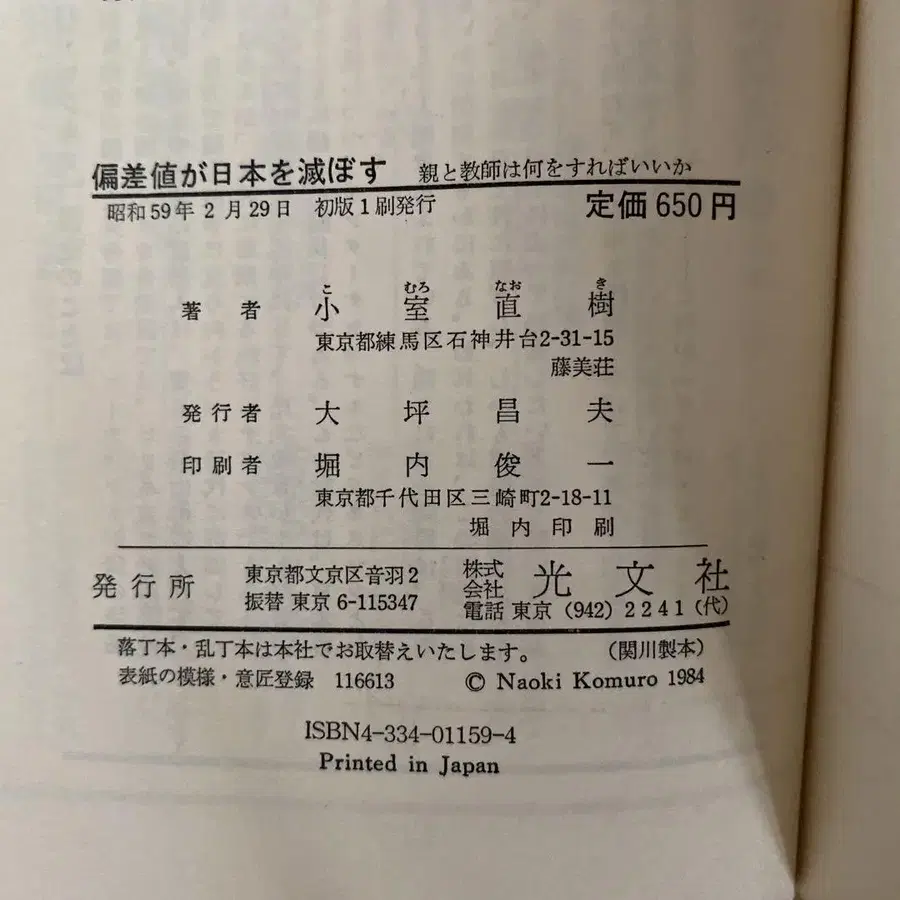 偏差値が日本を滅ぼす　親と教師は何をすればいいか
昭和59年2月29日　初版1刷発行　定価650円
こ むろ なお き
著者　小室直樹
東京都練馬区石神井台2-31-15
藤美荘
発行者　大坪昌夫
印刷者　堀内俊一
東京都千代田区三崎町2-18-11
堀内印刷
発行所　東京都文京区音羽2　株式会社　光文社
振替 東京 6-115347　電話 東京 (942) 2241 (代)
落丁本・乱丁本は本社でお取替えいたします。　(関川製本)
表紙の模様・意匠登録 116613　© Naoki Komuro 1984
ISBN4-334-01159-4
Printed in Japan